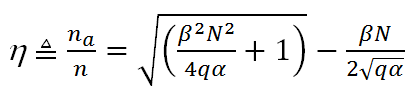 η ≜ n_a/n = √((β²N²/4qα + 1)) − βN/2√(qα)